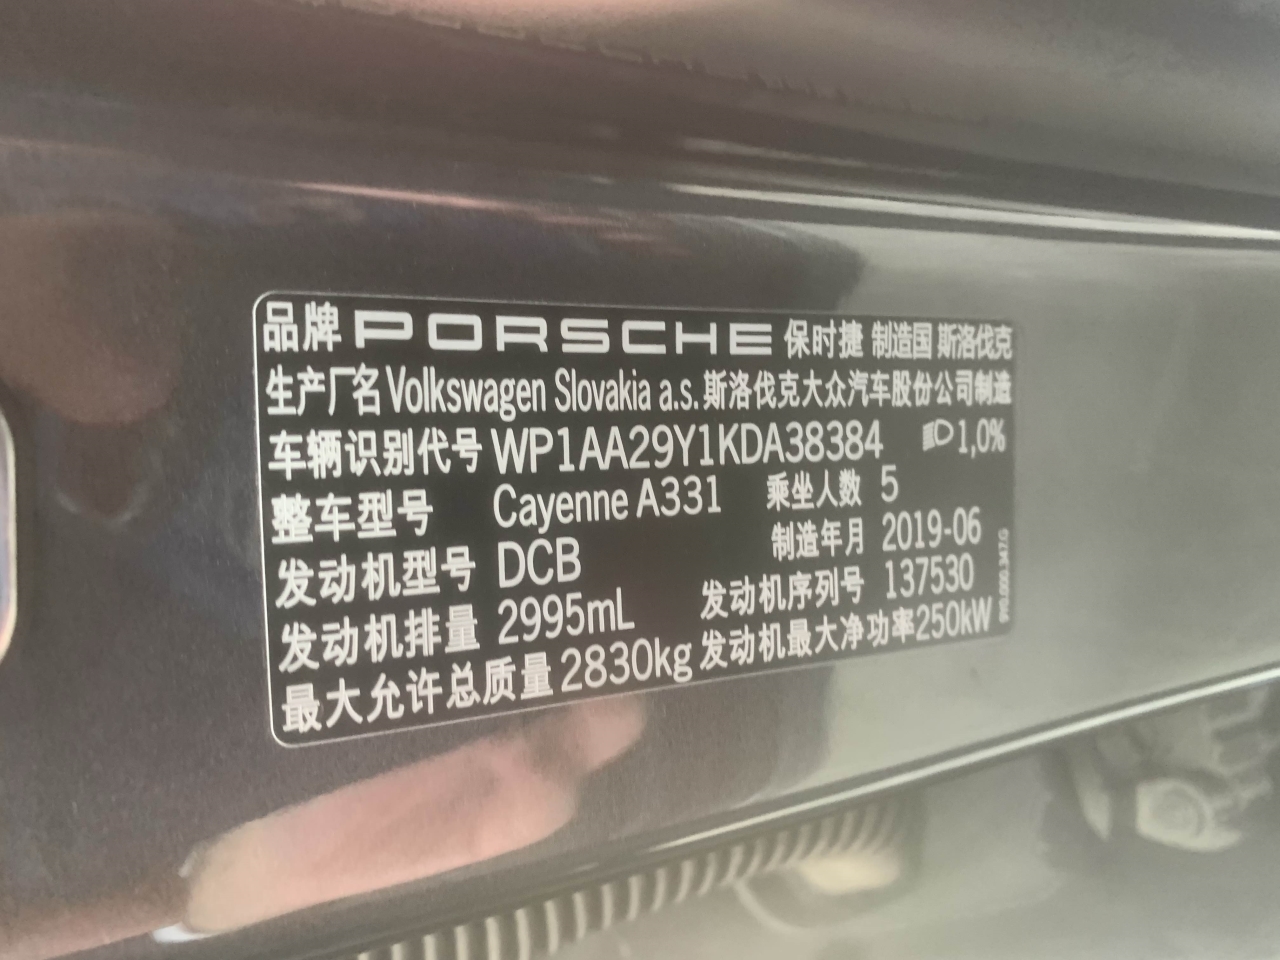 品牌 PORSCHE 保时捷 制造国 斯洛伐克
生产厂名 Volkswagen Slovakia a.s. 斯洛伐克大众汽车股份公司制造
车辆识别代号 WP1AA29Y1KDA38384 1,0%
整车型号 Cayenne A331 乘坐人数 5
发动机型号 DCB 制造年月 2019-06
发动机排量 2995mL 发动机序列号 137530
最大允许总质量 2830kg 发动机最大净功率 250kW